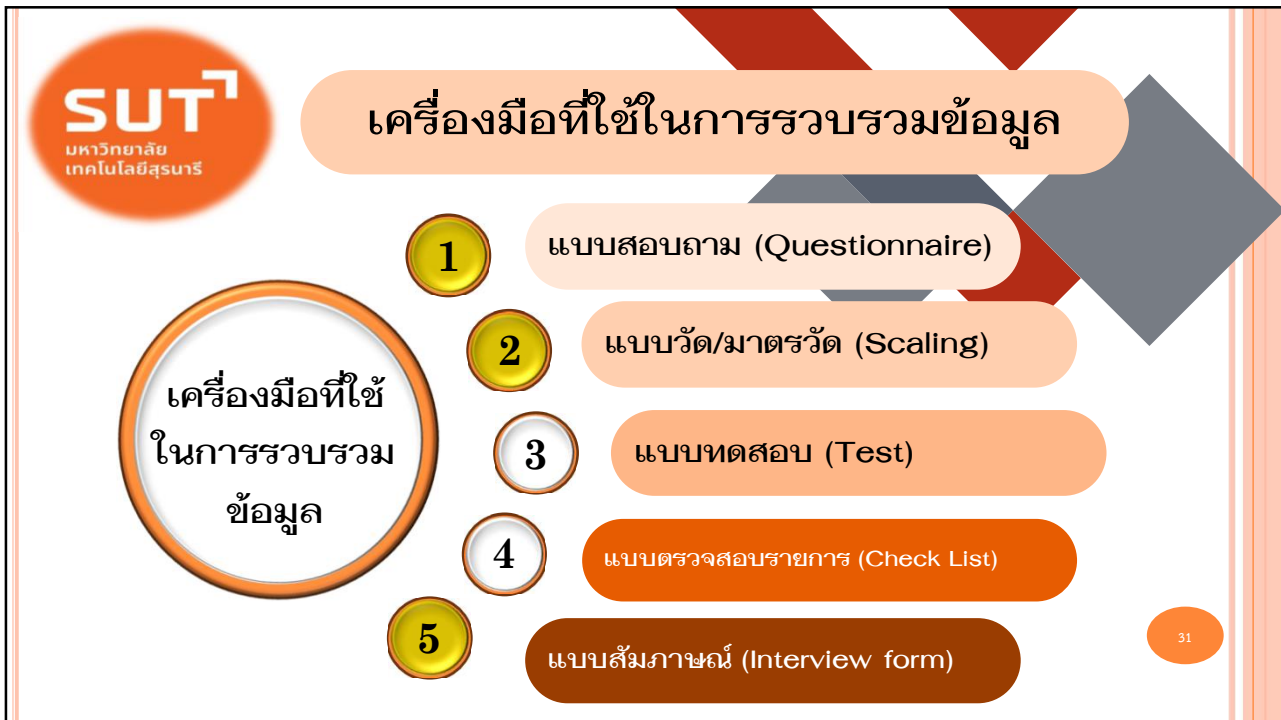 SUT
มหาวิทยาลัย
เทคโนโลยีสุรนารี
เครื่องมือที่ใช้ในการรวบรวมข้อมูล
เครื่องมือที่ใช้
ในการรวบรวม
ข้อมูล
1
แบบสอบถาม (Questionnaire)
2
แบบวัด/มาตรวัด (Scaling)
3
แบบทดสอบ (Test)
4
แบบตรวจสอบรายการ (Check List)
5
แบบสัมภาษณ์ (Interview form)
31